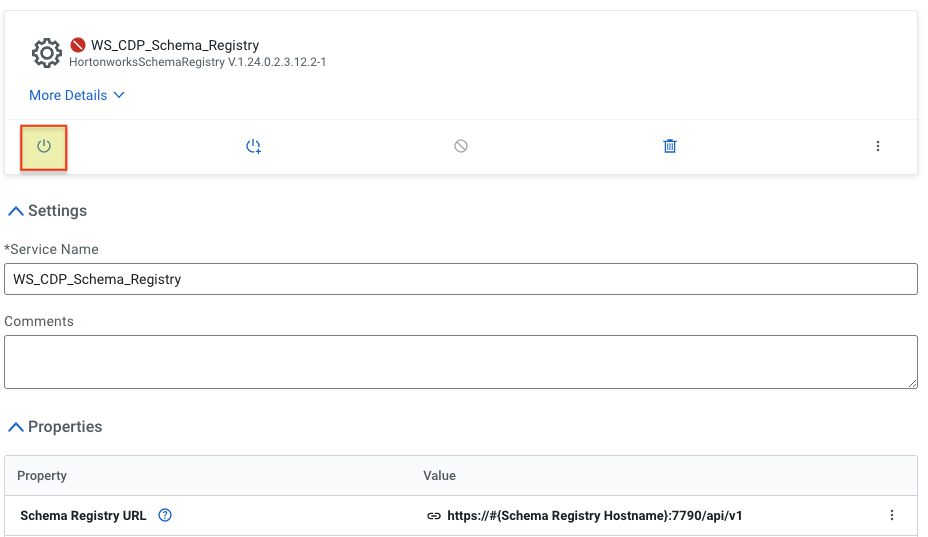 WS_CDP_Schema_Registry
HortonworksSchemaRegistry V.1.24.0.2.3.12.2-1
More Details
Settings
*Service Name
WS_CDP_Schema_Registry
Comments
Properties
Property Value
Schema Registry URL ? https://#{Schema Registry Hostname}:7790/api/v1